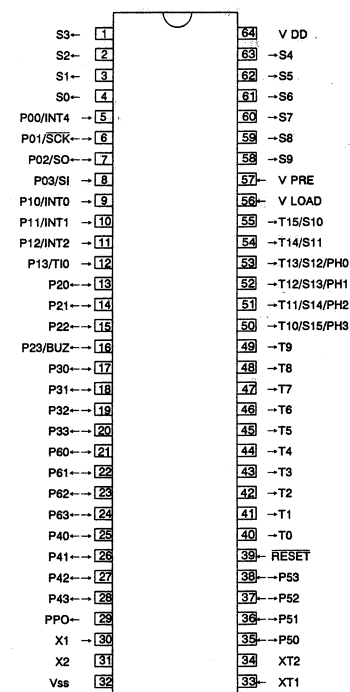 S3← 1 64 V DD
S2← 2 63 →S4
S1← 3 62 →S5
S0← 4 61 →S6
P00/INT4 → 5 60 →S7
P01/SCK ←→ 6 59 →S8
P02/SO←→ 7 58 →S9
P03/SI → 8 57← V PRE
P10/INT0 → 9 56← V LOAD
P11/INT1 → 10 55 →T15/S10
P12/INT2 → 11 54 →T14/S11
P13/TI0 → 12 53 →T13/S12/PH0
P20←→ 13 52 →T12/S13/PH1
P21←→ 14 51 →T11/S14/PH2
P22←→ 15 50 →T10/S15/PH3
P23/BUZ←→ 16 49 →T9
P30←→ 17 48 →T8
P31←→ 18 47 →T7
P32←→ 19 46 →T6
P33←→ 20 45 →T5
P60←→ 21 44 →T4
P61←→ 22 43 →T3
P62←→ 23 42 →T2
P63←→ 24 41 →T1
P40←→ 25 40 →T0
P41←→ 26 39← RESET
P42←→ 27 38←→P53
P43←→ 28 37←→P52
PPO← 29 36←→P51
X1 → 30 35←→P50
X2 31 34 XT2
Vss 32 33← XT1